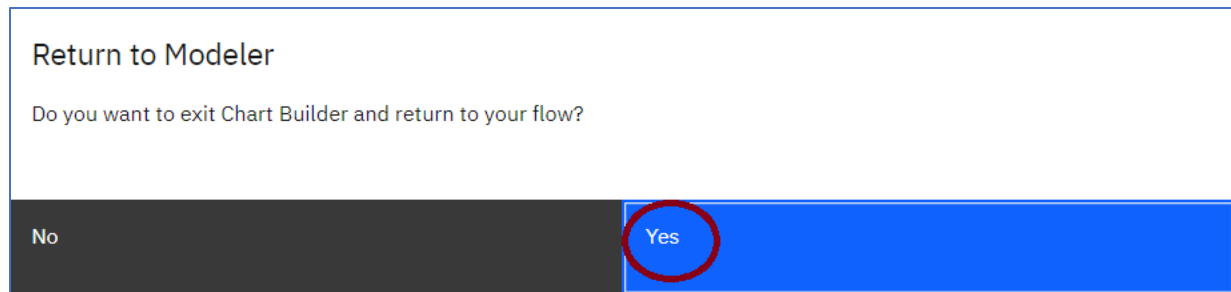 Return to Modeler
Do you want to exit Chart Builder and return to your flow?
No
Yes